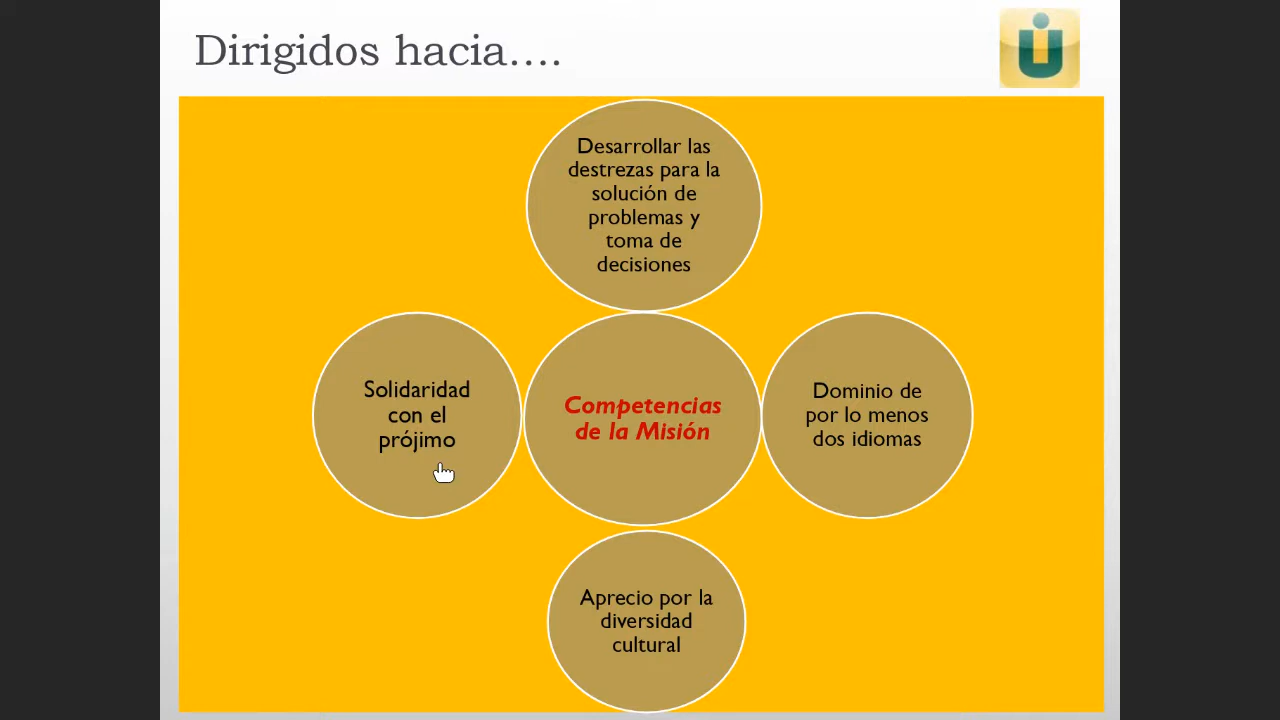 Dirigidos hacia....
Desarrollar las
destrezas para la
solución de
problemas y
toma de
decisiones
Solidaridad
con el
prójimo
Competencias
de la Misión
Dominio de
por lo menos
dos idiomas
Aprecio por la
diversidad
cultural